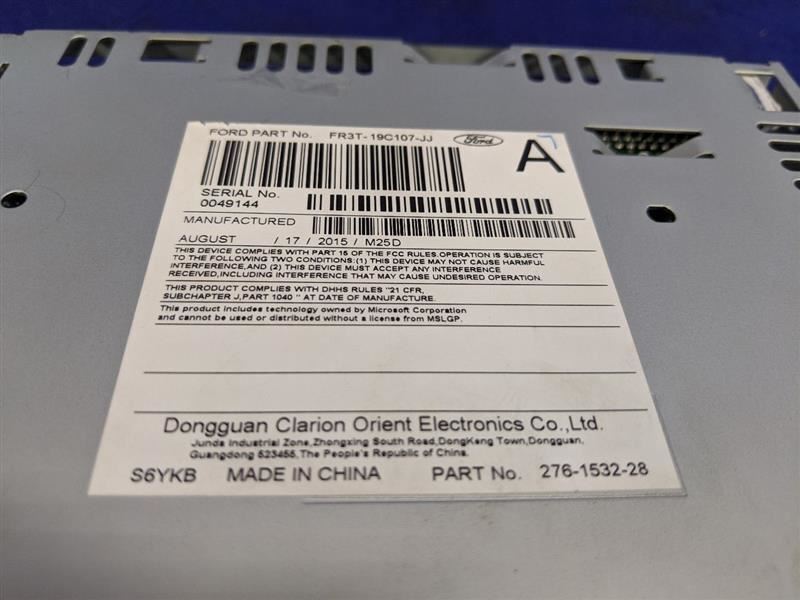 FORD PART No. FR3T-19C107-JJ Ford A
SERIAL No.
0049144
MANUFACTURED
AUGUST / 17 / 2015 / M25D
THIS DEVICE COMPLIES WITH PART 15 OF THE FCC RULES.OPERATION IS SUBJECT
TO THE FOLLOWING TWO CONDITIONS:(1) THIS DEVICE MAY NOT CAUSE HARMFUL
INTERFERENCE,AND (2) THIS DEVICE MUST ACCEPT ANY INTERFERENCE
RECEIVED,INCLUDING INTERFERENCE THAT MAY CAUSE UNDESIRED OPERATION.
THIS PRODUCT COMPLIES WITH DHHS RULES "21 CFR,
SUBCHAPTER J,PART 1040 " AT DATE OF MANUFACTURE.
This product includes technology owned by Microsoft Corporation
and cannot be used or distributed without a license from MSLGP.
Dongguan Clarion Orient Electronics Co.,Ltd.
Junda Industrial Zone,Zhongxing South Road,DongKeng Town,Dongguan,
Guangdong 523455,The People's Republic of China.
S6YKB MADE IN CHINA PART No. 276-1532-28